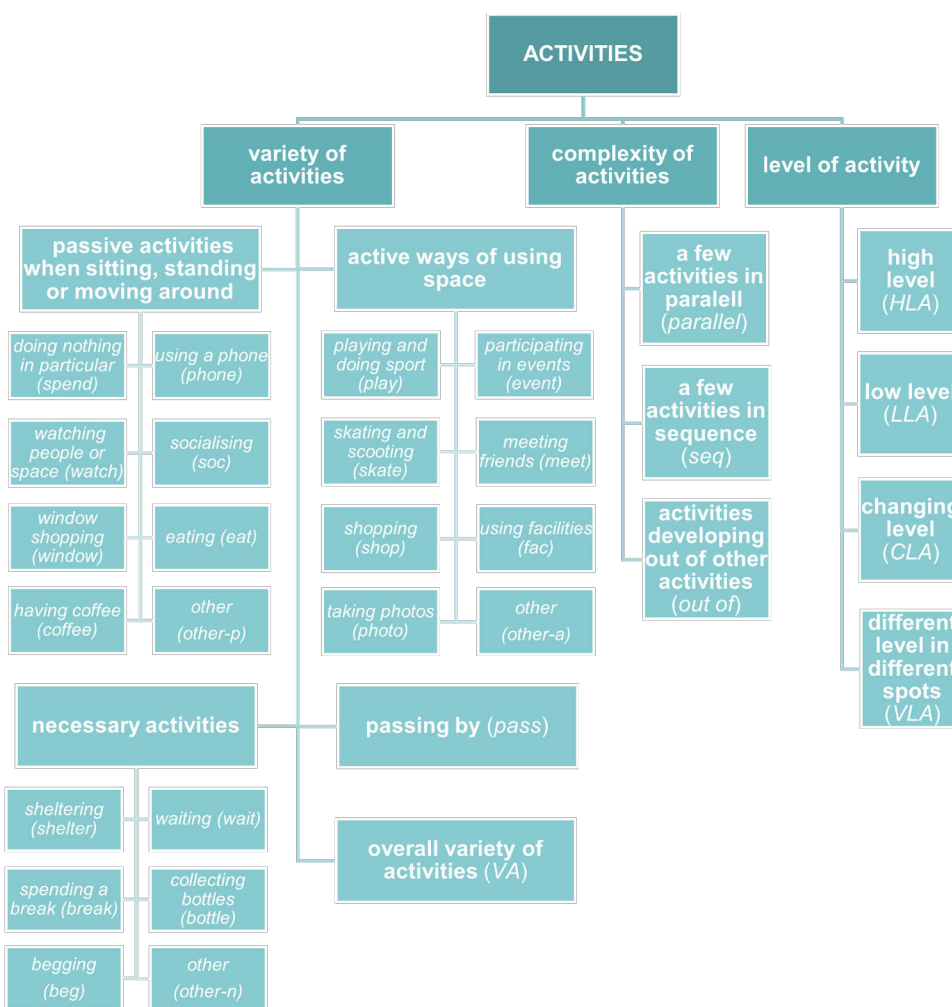 ACTIVITIES
variety of
activities
complexity of
activities
level of activity
passive activities
when sitting, standing
or moving around
active ways of using
space
a few
activities in
paralell
(parallel)
high
level
(HLA)
doing nothing
in particular
(spend)
using a phone
(phone)
playing and
doing sport
(play)
participating
in events
(event)
watching
people or
space (watch)
socialising
(soc)
skating and
scooting
(skate)
meeting
friends (meet)
a few
activities in
sequence
(seq)
low level
(LLA)
window
shopping
(window)
eating (eat)
shopping
(shop)
using facilities
(fac)
activities
developing
out of other
activities
(out of)
changing
level
(CLA)
having coffee
(coffee)
other
(other-p)
taking photos
(photo)
other
(other-a)
different
level in
different
spots
(VLA)
necessary activities
passing by (pass)
sheltering
(shelter)
waiting (wait)
overall variety of
activities (VA)
spending a
break (break)
collecting
bottles
(bottle)
begging
(beg)
other
(other-n)